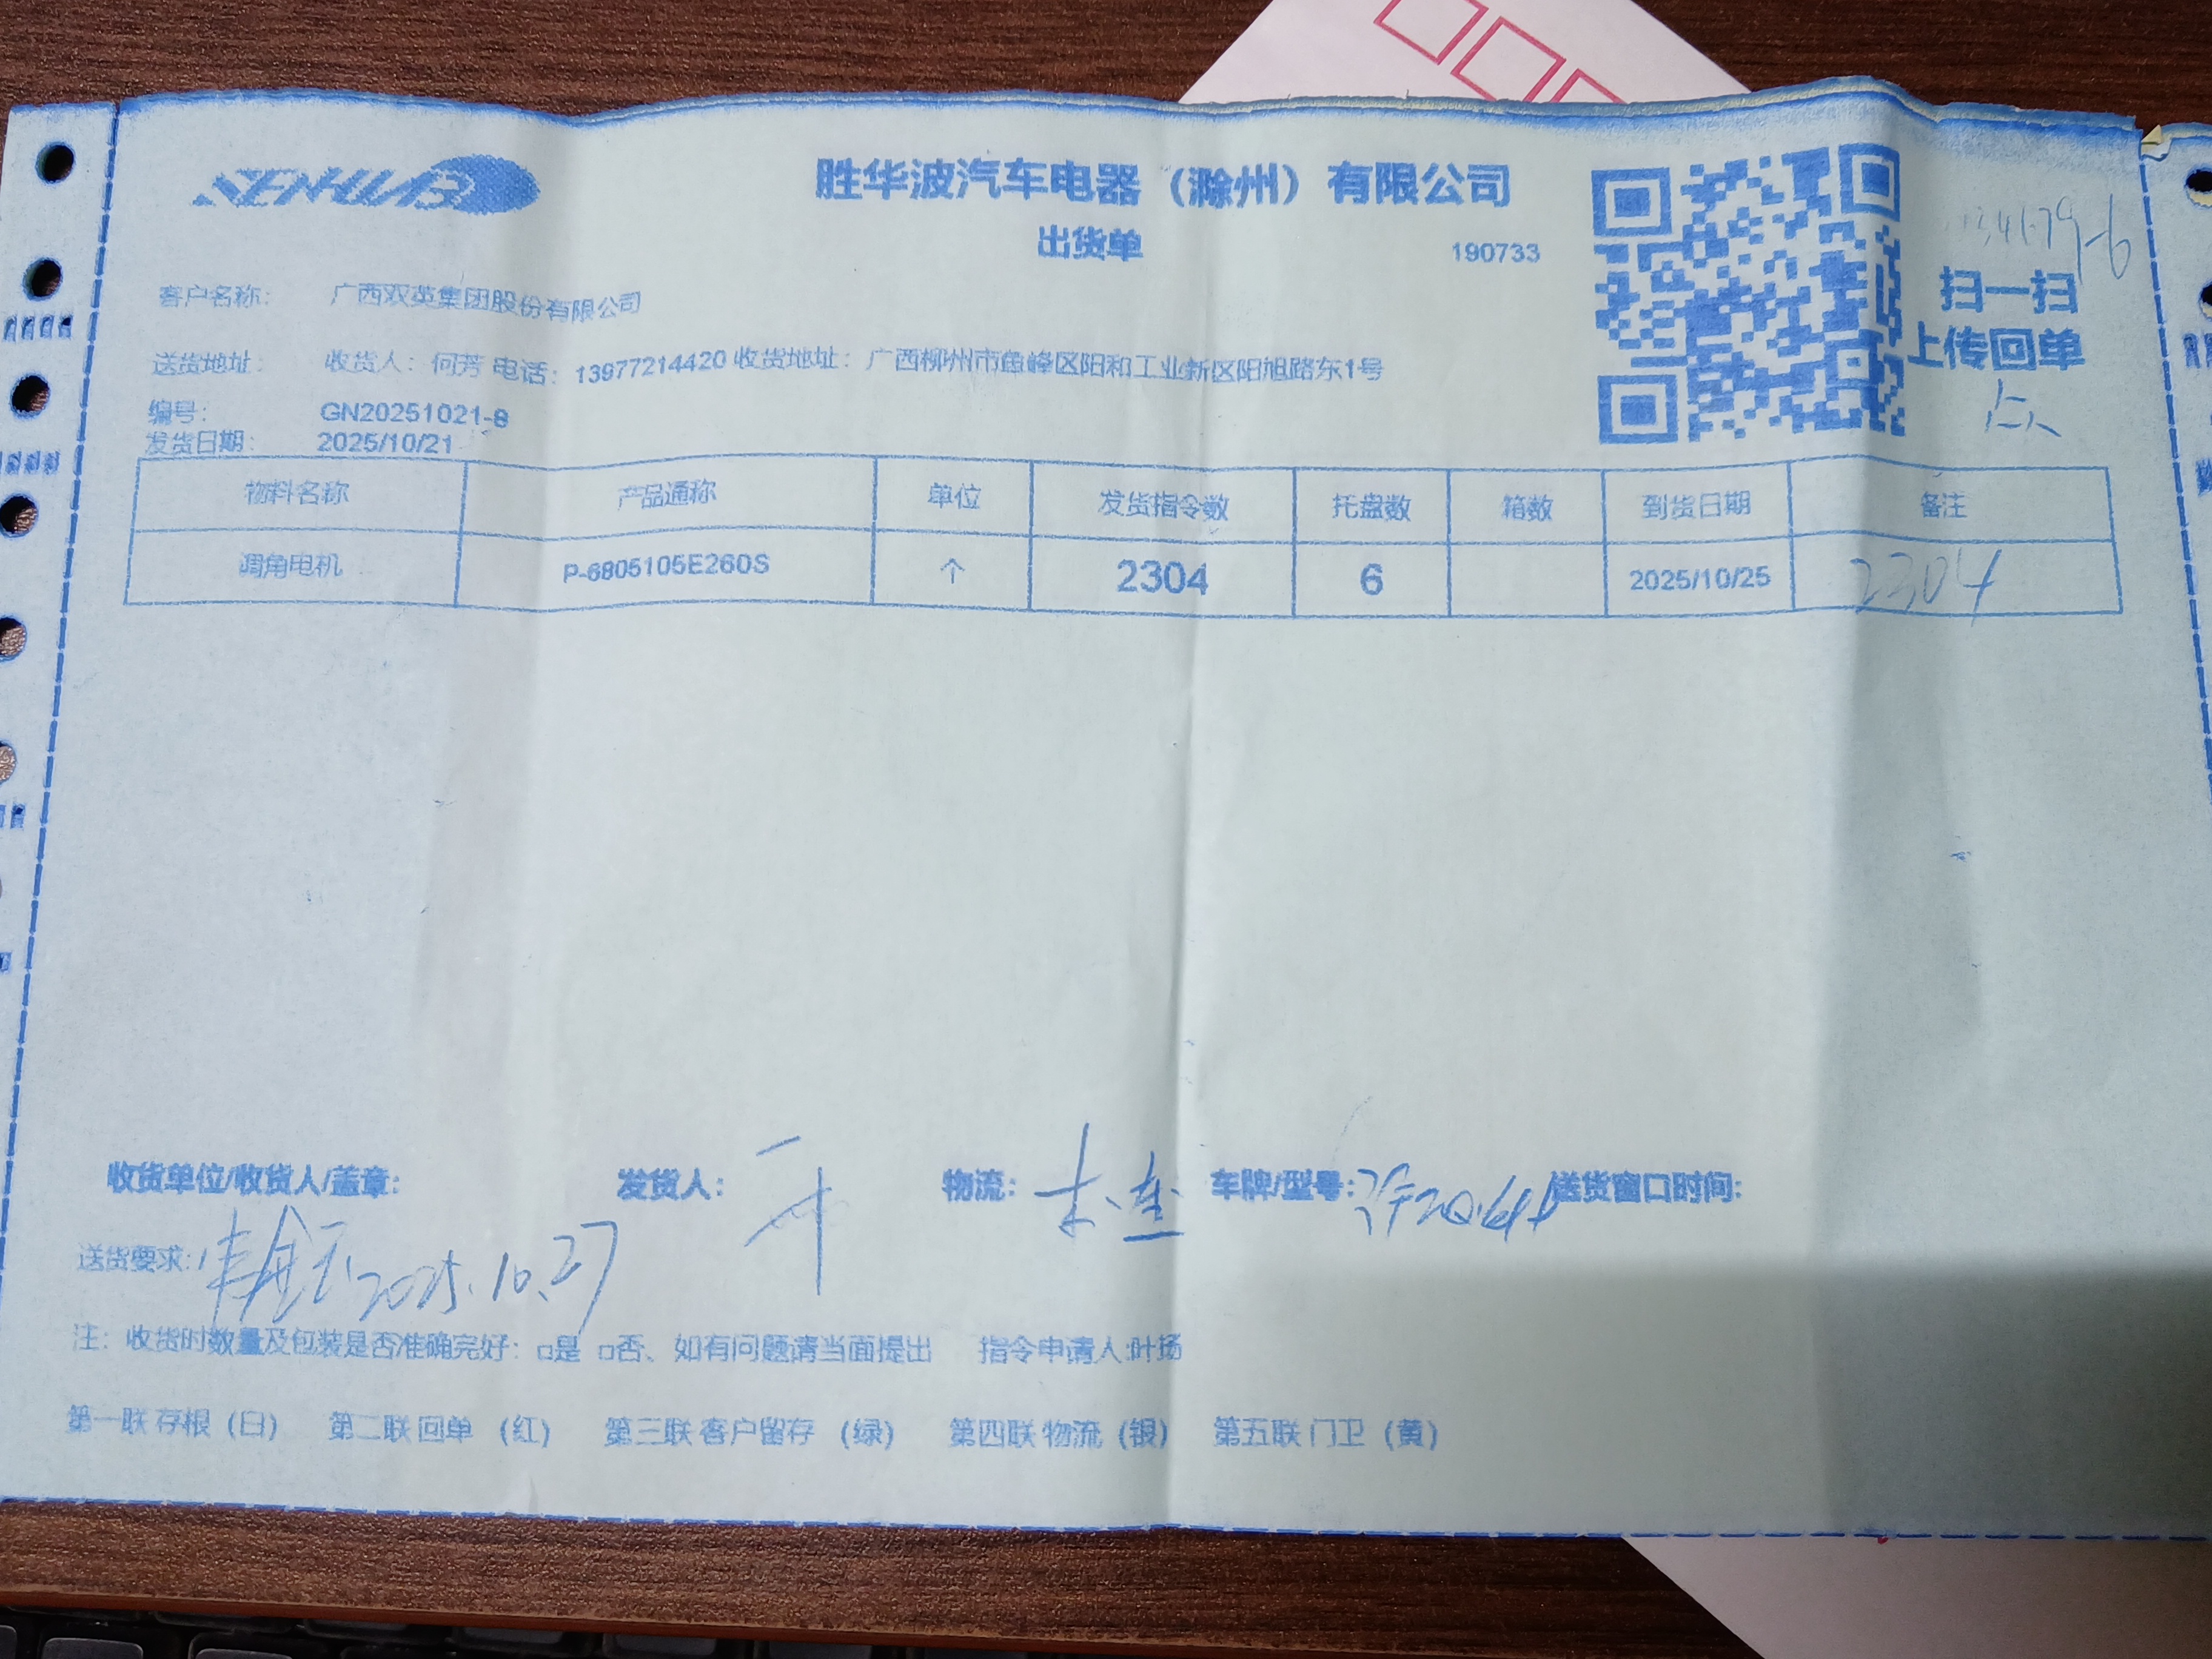 SENHWAB
胜华波汽车电器（滁州）有限公司
出货单
190733
扫一扫
上传回单
客户名称： 广西双英集团股份有限公司
送货地址： 收货人：何芳 电话：13977214420 收货地址：广西柳州市鱼峰区阳和工业新区阳旭路东1号
编号： GN20251021-8
发货日期： 2025/10/21
物料名称 产品通称 单位 发货指令数 托盘数 箱数 到货日期 备注
调角电机 P-6805105E260S 个 2304 6 2025/10/25 2304
收货单位/收货人/盖章： 发货人： 物流： 车牌/型号： 送货窗口时间：
送货要求： 2025.10.27
注：收货时数量及包装是否准确完好：□是 □否、如有问题请当面提出 指令申请人:叶扬
第一联 存根（白） 第二联 回单（红） 第三联 客户留存（绿） 第四联 物流（银） 第五联 门卫（黄）